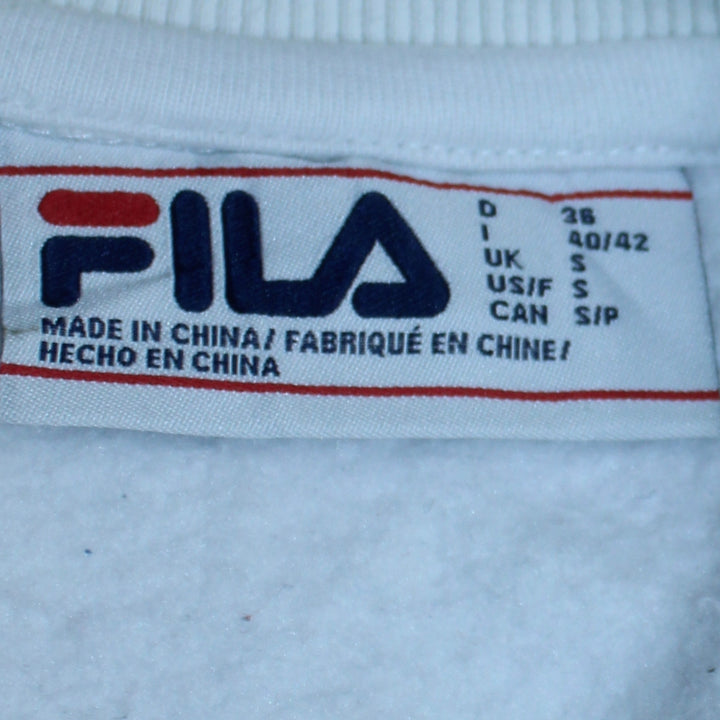 FILA
D 36
I 40/42
UK S
US/F S
CAN S/P
MADE IN CHINA/ FABRIQUÉ EN CHINE/
HECHO EN CHINA